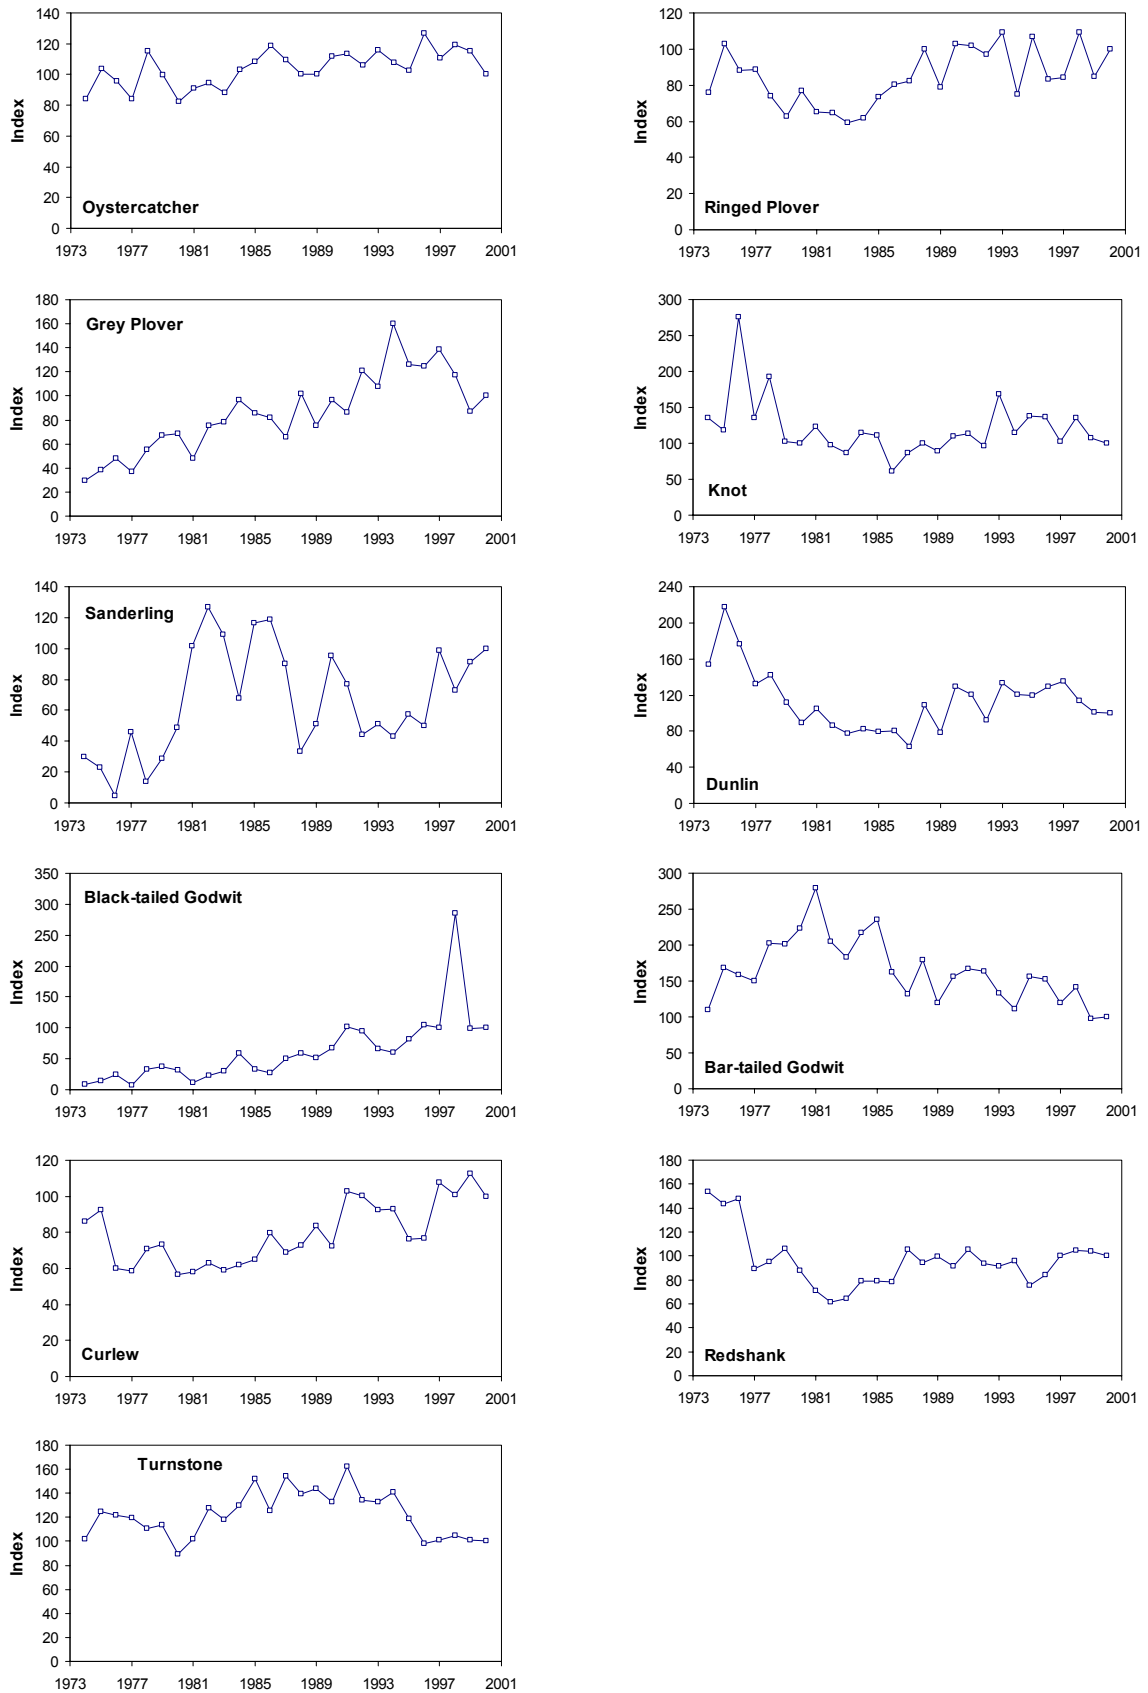 140
120
100
80
60
40
20
0
Index
Oystercatcher
1973 1977 1981 1985 1989 1993 1997 2001
120
100
80
60
40
20
0
Index
Ringed Plover
1973 1977 1981 1985 1989 1993 1997 2001
180
160
140
120
100
80
60
40
20
0
Index
Grey Plover
1973 1977 1981 1985 1989 1993 1997 2001
300
250
200
150
100
50
0
Index
Knot
1973 1977 1981 1985 1989 1993 1997 2001
140
120
100
80
60
40
20
0
Index
Sanderling
1973 1977 1981 1985 1989 1993 1997 2001
240
200
160
120
80
40
0
Index
Dunlin
1973 1977 1981 1985 1989 1993 1997 2001
350
300
250
200
150
100
50
0
Index
Black-tailed Godwit
1973 1977 1981 1985 1989 1993 1997 2001
300
250
200
150
100
50
0
Index
Bar-tailed Godwit
1973 1977 1981 1985 1989 1993 1997 2001
120
100
80
60
40
20
0
Index
Curlew
1973 1977 1981 1985 1989 1993 1997 2001
180
160
140
120
100
80
60
40
20
0
Index
Redshank
1973 1977 1981 1985 1989 1993 1997 2001
180
160
140
120
100
80
60
40
20
0
Index
Turnstone
1973 1977 1981 1985 1989 1993 1997 2001